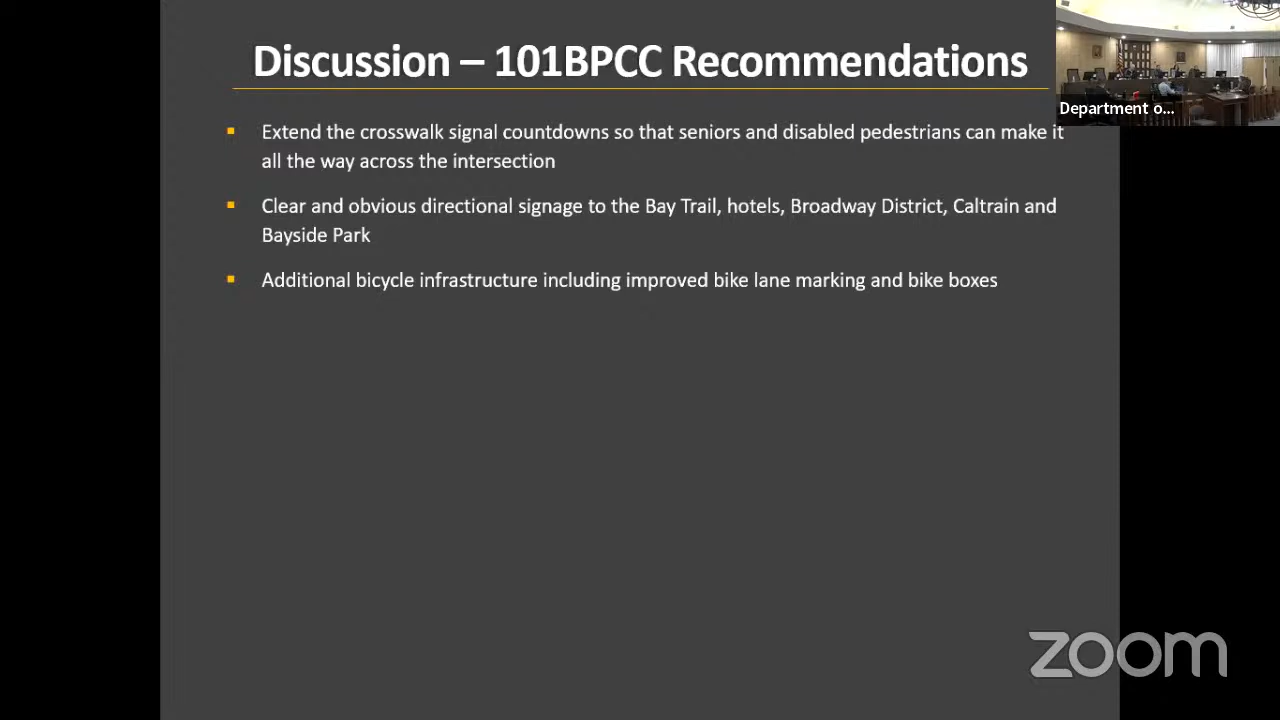 Discussion – 101BPCC Recommendations
Department o...
Extend the crosswalk signal countdowns so that seniors and disabled pedestrians can make it
all the way across the intersection
Clear and obvious directional signage to the Bay Trail, hotels, Broadway District, Caltrain and
Bayside Park
Additional bicycle infrastructure including improved bike lane marking and bike boxes
zoom